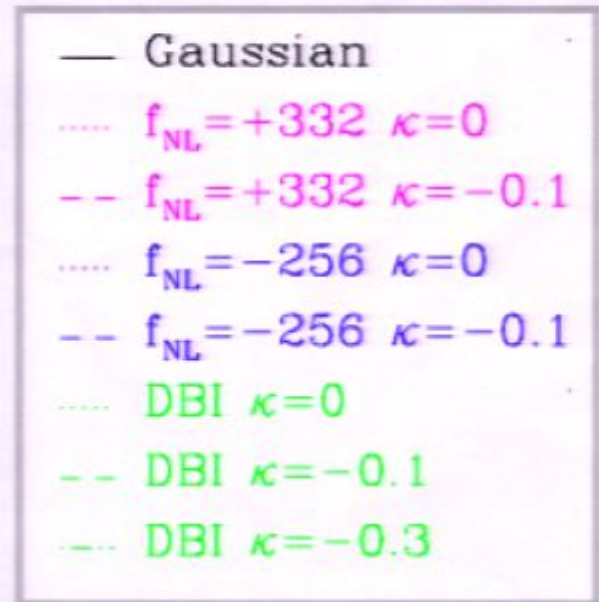 Gaussian
f_NL=+332 κ=0
f_NL=+332 κ=−0.1
f_NL=−256 κ=0
f_NL=−256 κ=−0.1
DBI κ=0
DBI κ=−0.1
DBI κ=−0.3